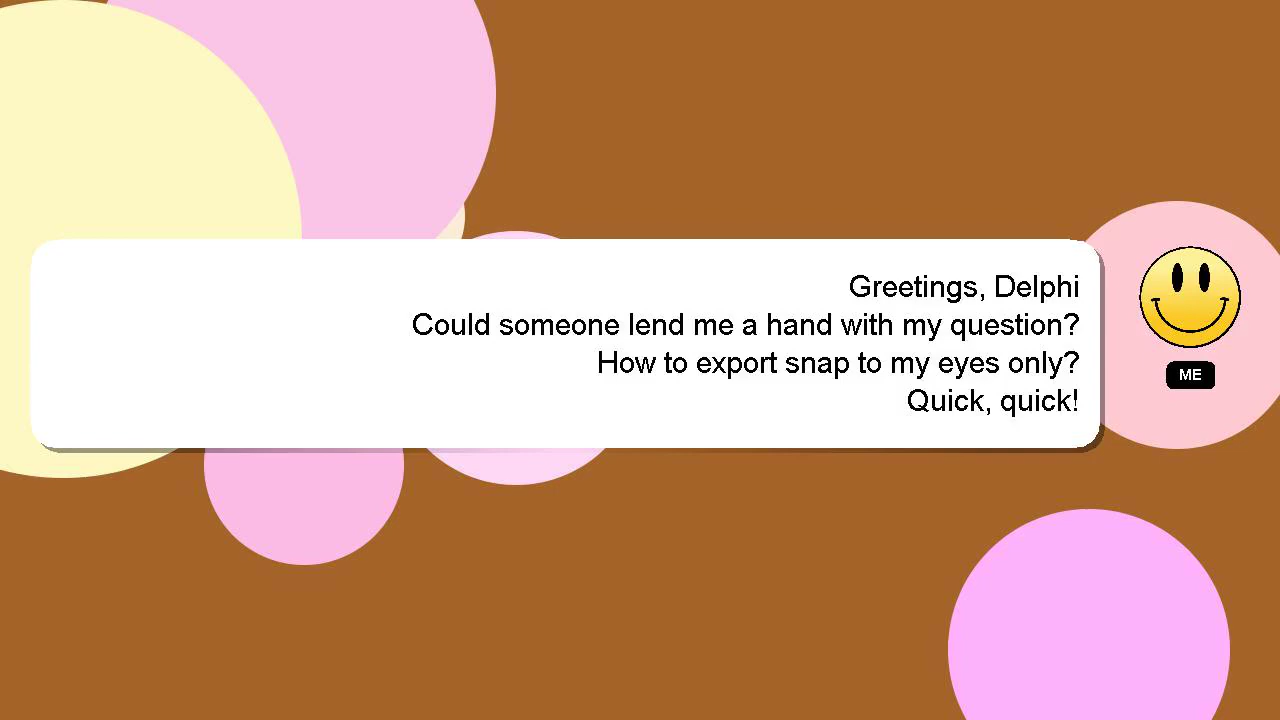 Greetings, Delphi
Could someone lend me a hand with my question?
How to export snap to my eyes only?
Quick, quick!
ME